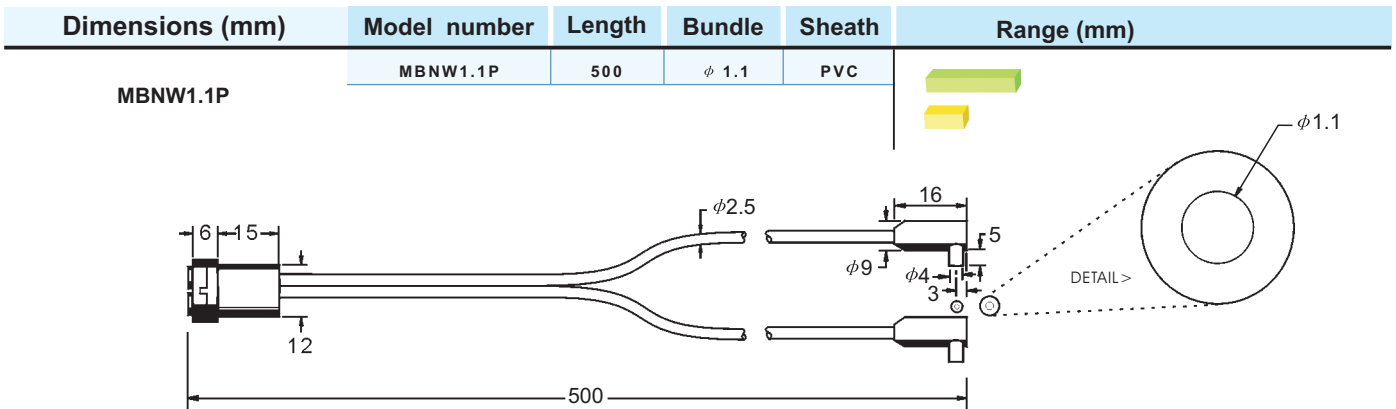 Dimensions (mm) Model number Length Bundle Sheath Range (mm)
MBNW1.1P 500 ϕ 1.1 PVC
MBNW1.1P
ϕ1.1
16
ϕ2.5
6 15
5
ϕ9
ϕ4
DETAIL>
3
12
500